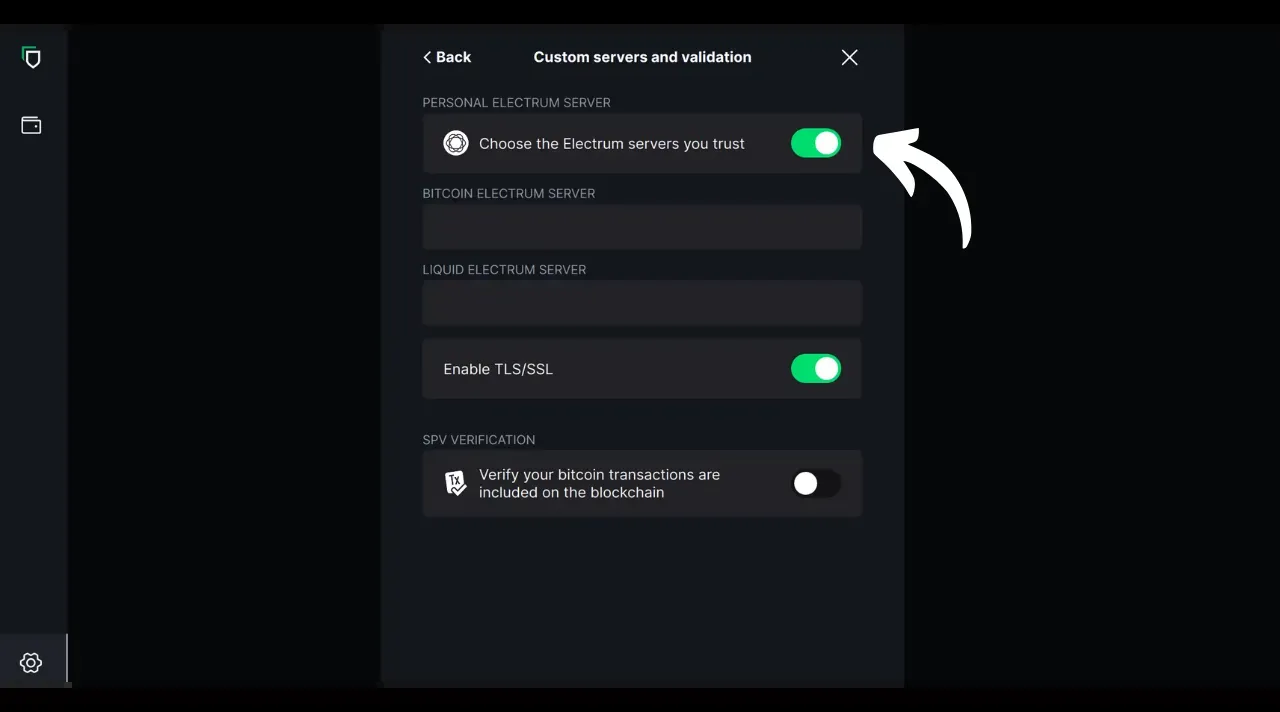 Back
Custom servers and validation
PERSONAL ELECTRUM SERVER
Choose the Electrum servers you trust
BITCOIN ELECTRUM SERVER
LIQUID ELECTRUM SERVER
Enable TLS/SSL
SPV VERIFICATION
Tx
Verify your bitcoin transactions are
included on the blockchain